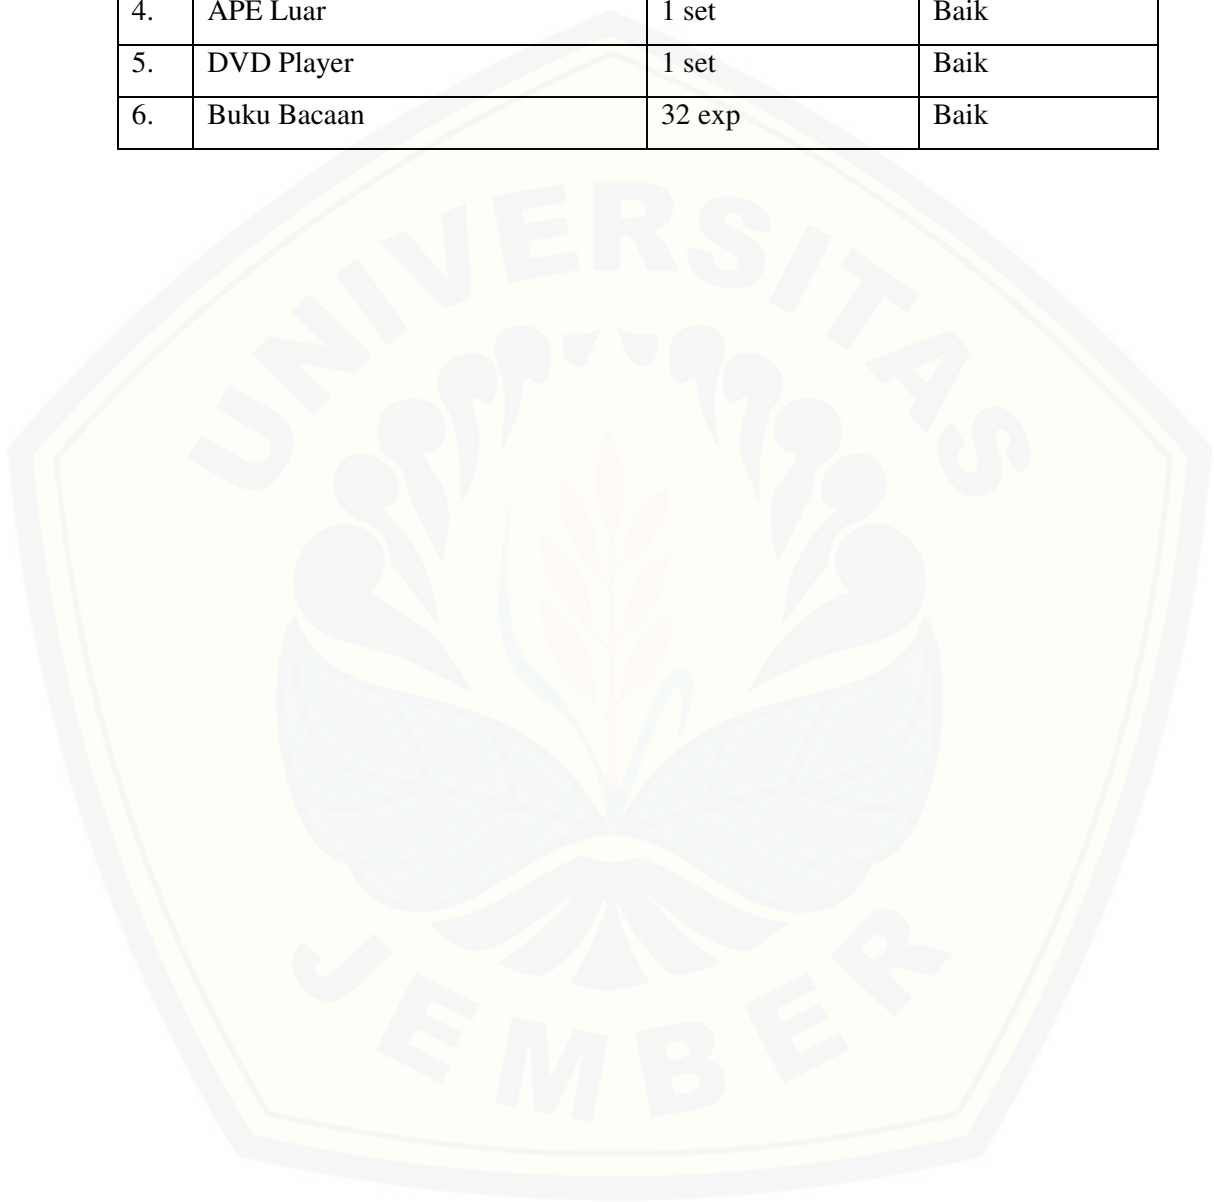 4. APE Luar 1 set Baik
5. DVD Player 1 set Baik
6. Buku Bacaan 32 exp Baik
UNIVERSITAS
JEMBER